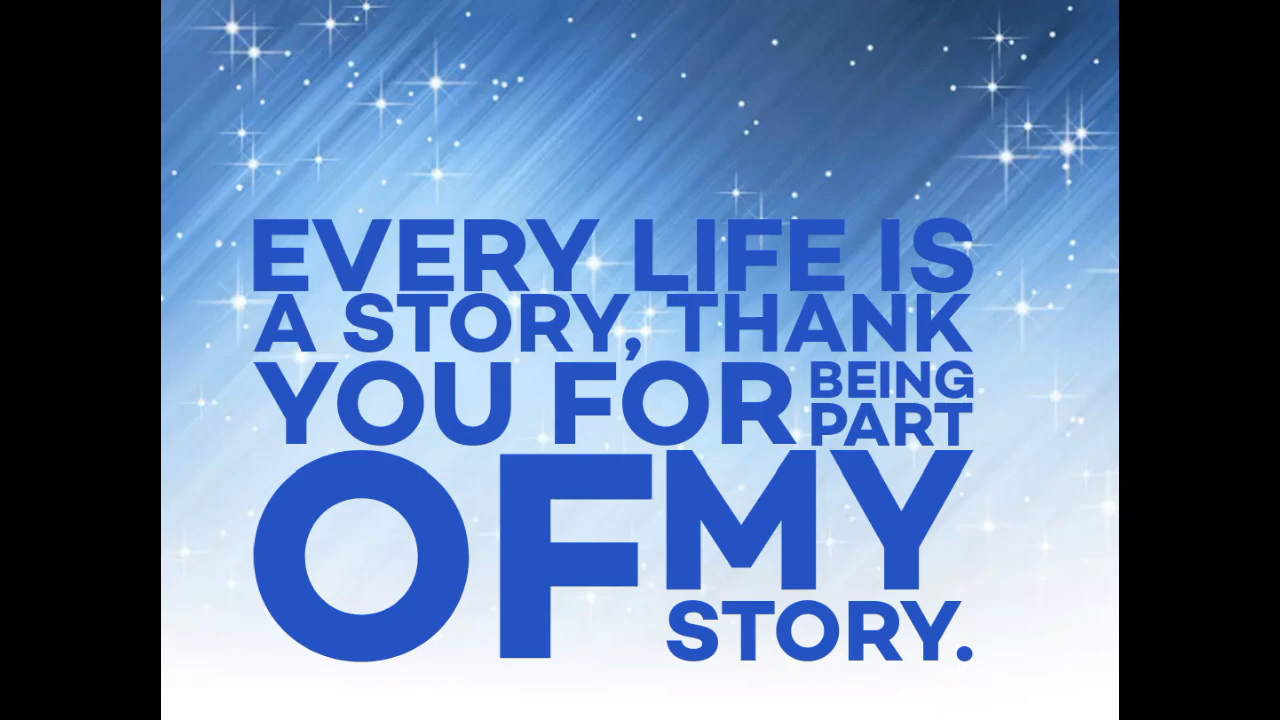 EVERY LIFE IS
A STORY, THANK
YOU FOR BEING
PART
OF MY
STORY.